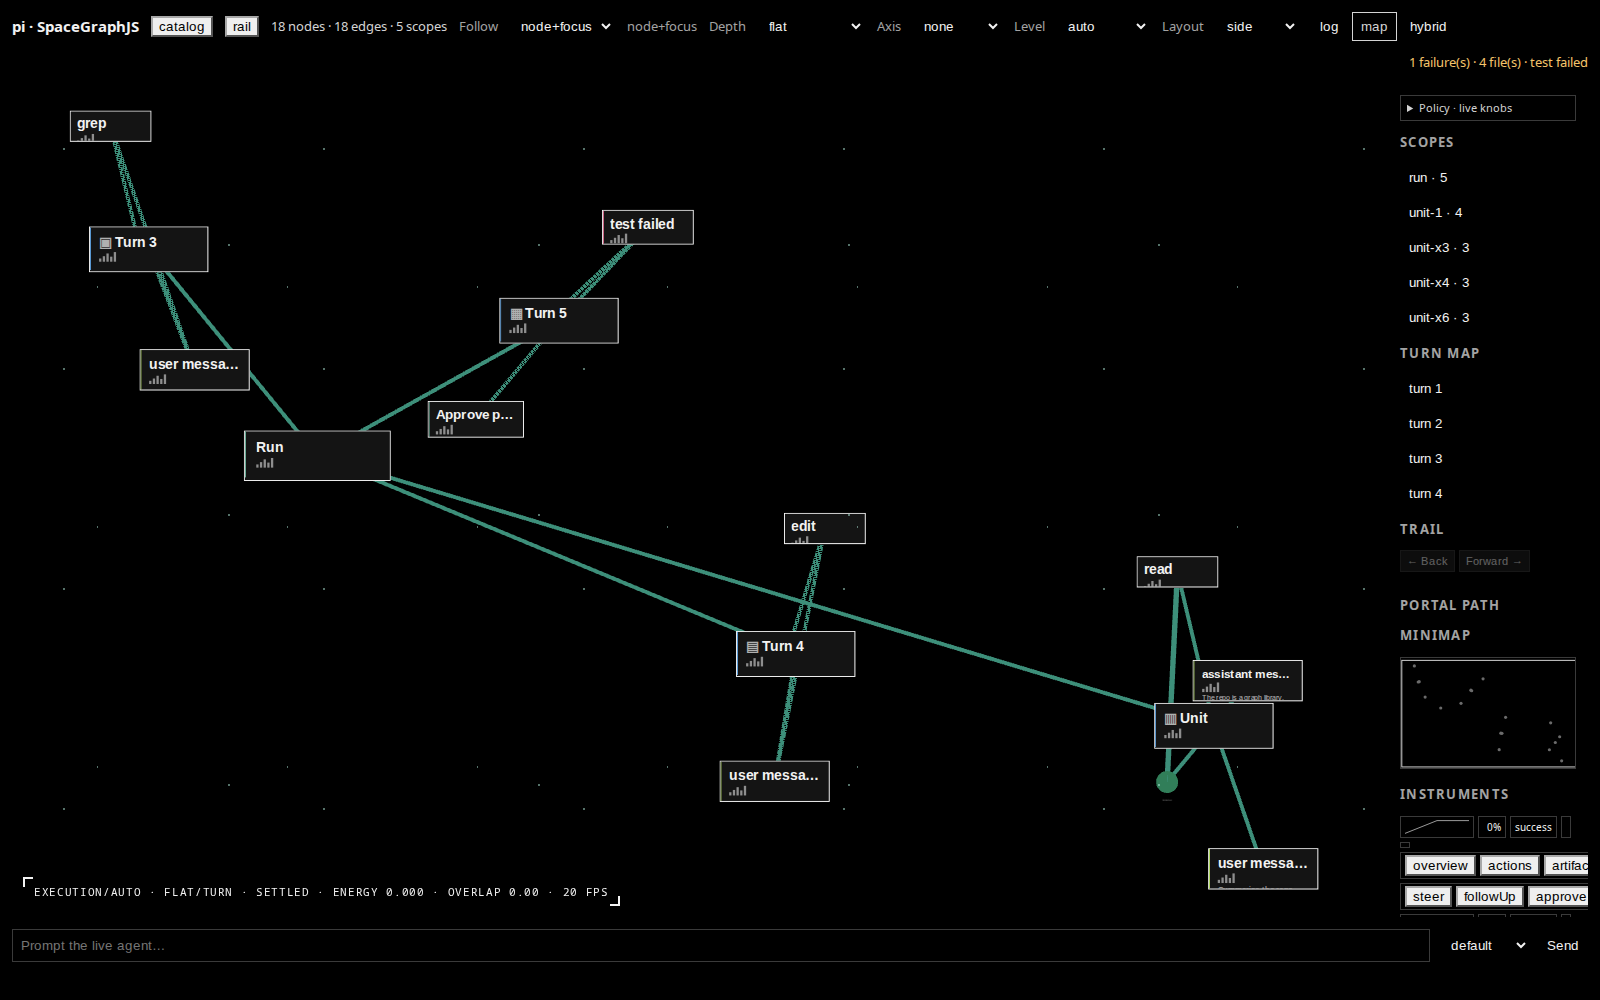 pi · SpaceGraphJS catalog rail 18 nodes · 18 edges · 5 scopes Follow node+focus node+focus Depth flat Axis none Level auto Layout side log map hybrid
1 failure(s) · 4 file(s) · test failed
grep
Turn 3
user messa…
test failed
Turn 5
Approve p…
Run
edit
Turn 4
user messa…
read
assistant mes…
The repo is a graph library.
Unit
user messa…
EXECUTION/AUTO · FLAT/TURN · SETTLED · ENERGY 0.000 · OVERLAP 0.00 · 20 FPS
Policy · live knobs
SCOPES
run · 5
unit-1 · 4
unit-x3 · 3
unit-x4 · 3
unit-x6 · 3
TURN MAP
turn 1
turn 2
turn 3
turn 4
TRAIL
← Back Forward →
PORTAL PATH
MINIMAP
INSTRUMENTS
0% success
overview actions artifac
steer followUp approve
Prompt the live agent… default Send